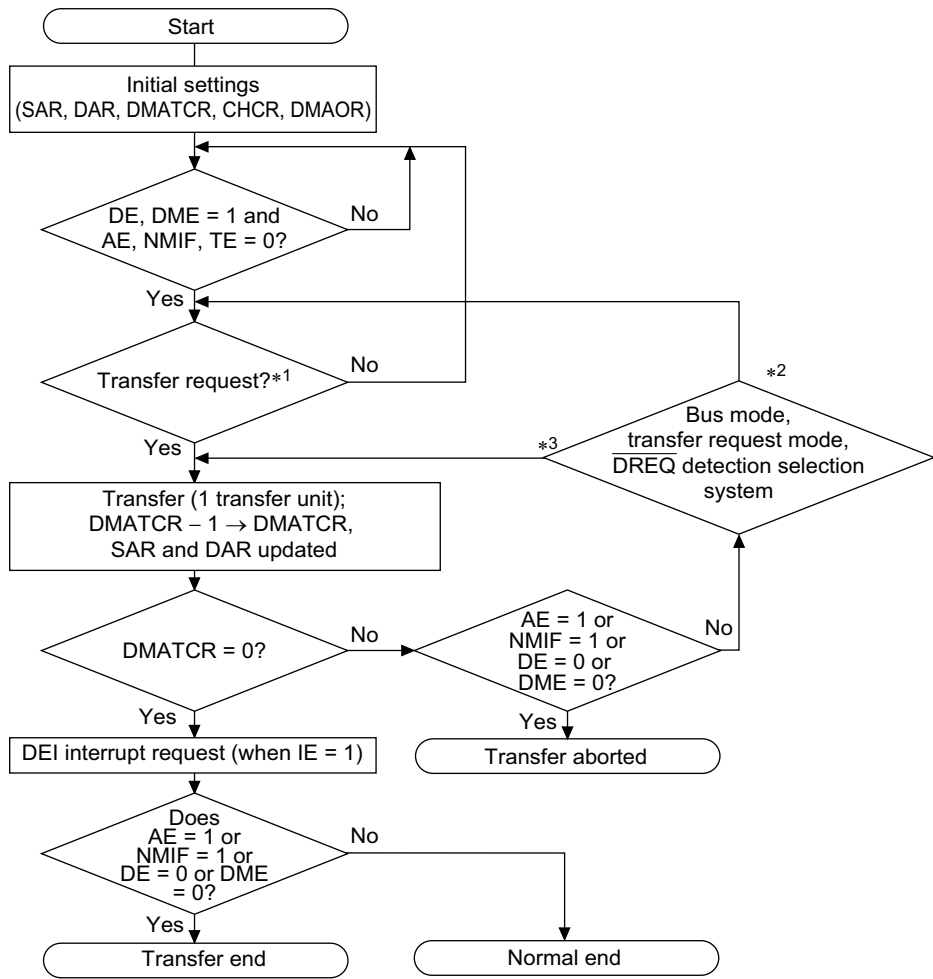 Start
Initial settings
(SAR, DAR, DMATCR, CHCR, DMAOR)
DE, DME = 1 and
AE, NMIF, TE = 0?
No
Yes
Transfer request?*1
No
Yes
*2
Bus mode,
transfer request mode,
DREQ detection selection
system
*3
Transfer (1 transfer unit);
DMATCR – 1 → DMATCR,
SAR and DAR updated
DMATCR = 0?
No
Yes
AE = 1 or
NMIF = 1 or
DE = 0 or
DME = 0?
No
Yes
Transfer aborted
DEI interrupt request (when IE = 1)
Does
AE = 1 or
NMIF = 1 or
DE = 0 or DME
= 0?
No
Yes
Transfer end
Normal end